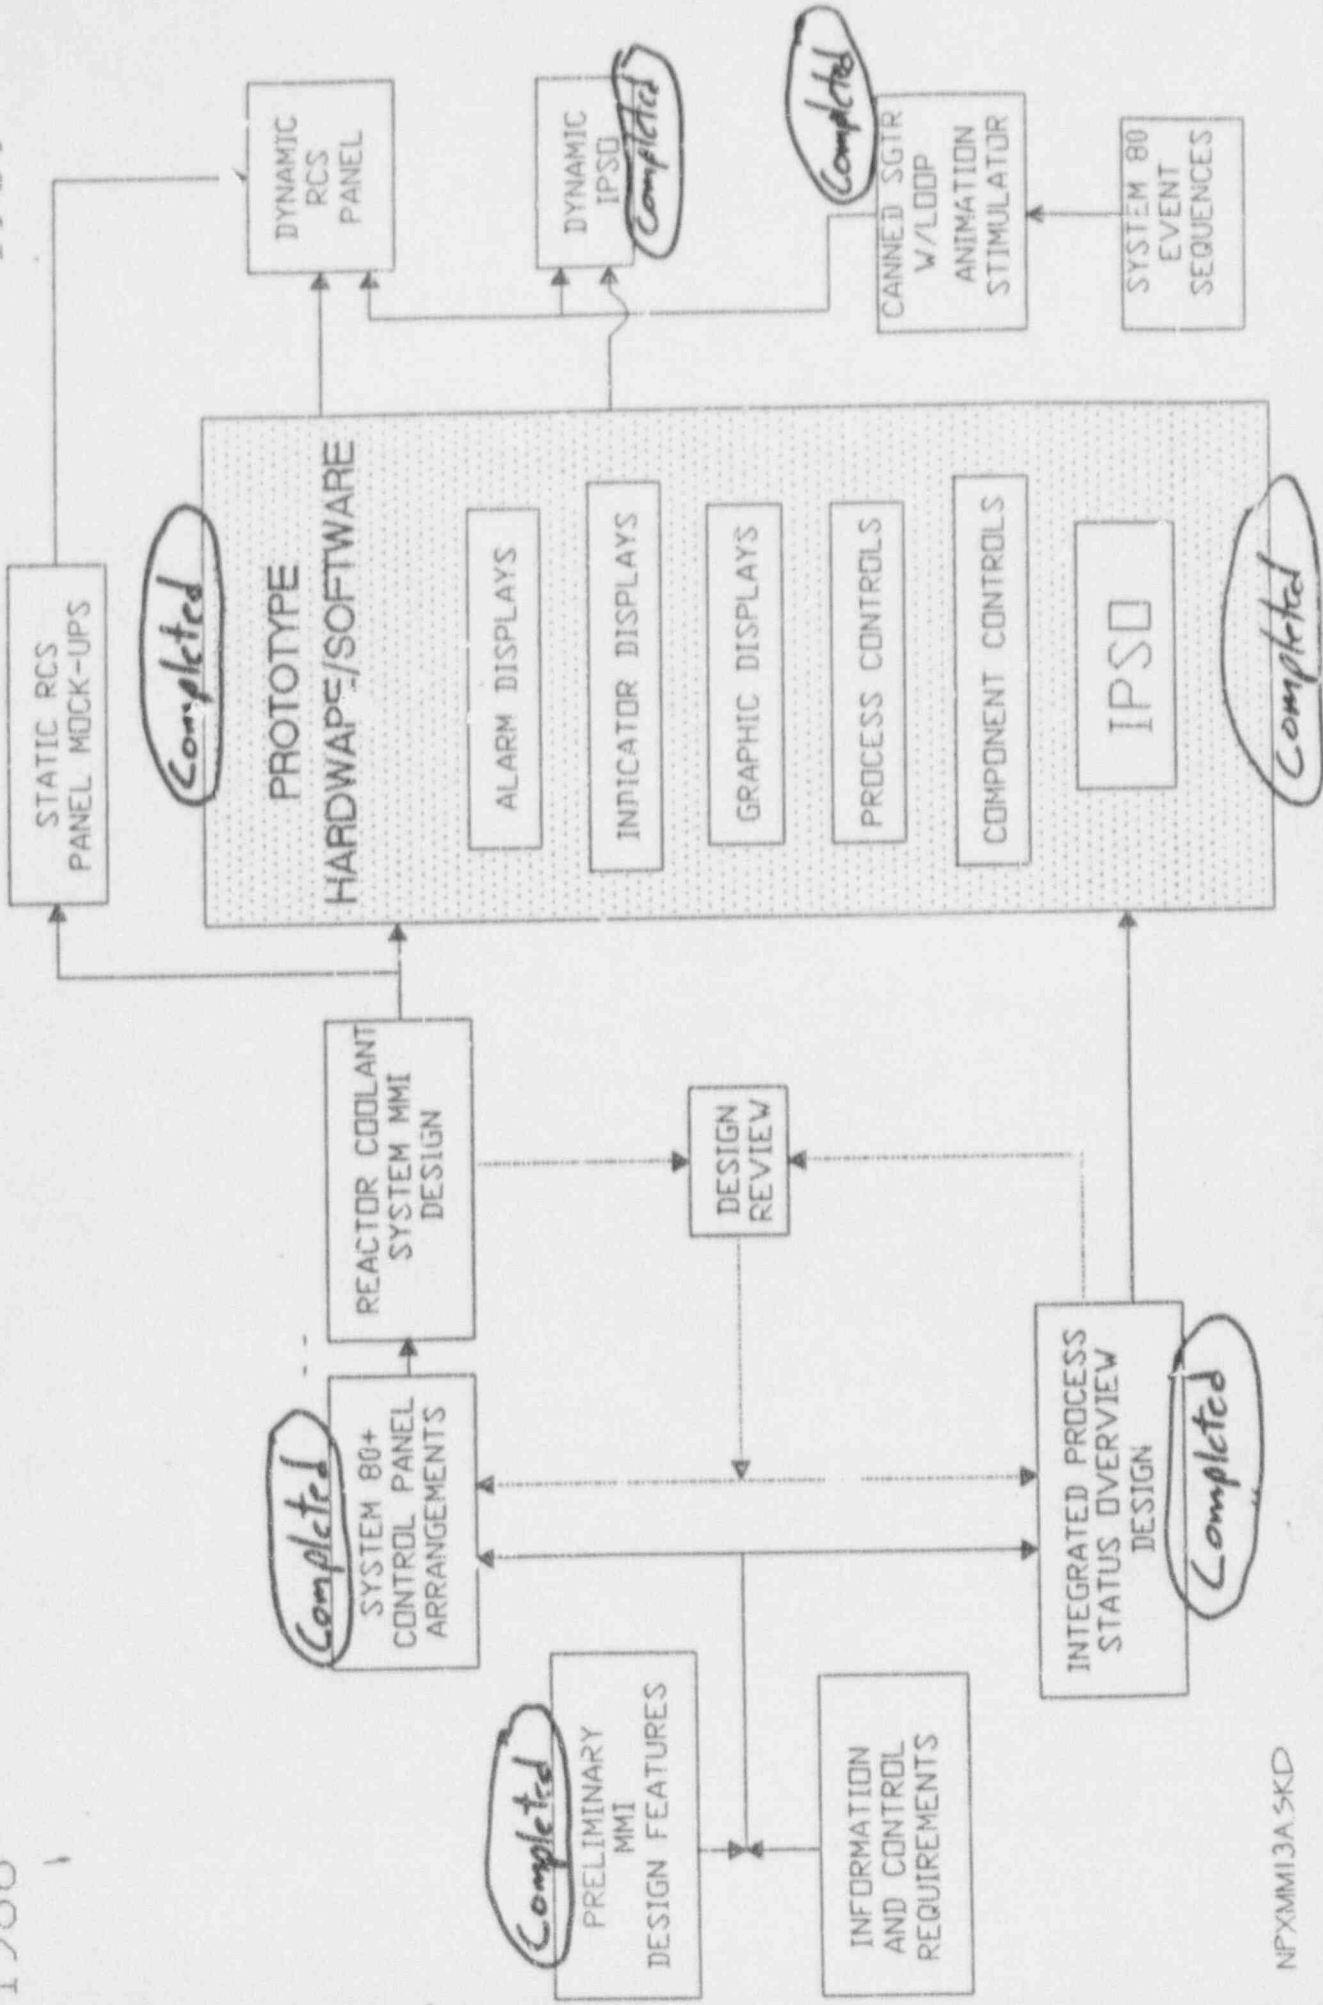 1988
Completed
PRELIMINARY
MMI
DESIGN FEATURES
INFORMATION
AND CONTROL
REQUIREMENTS
Completed
SYSTEM 80+
CONTROL PANEL
ARRANGEMENTS
INTEGRATED PROCESS
STATUS OVERVIEW
DESIGN
Completed
REACTOR COOLANT
SYSTEM MMI
DESIGN
DESIGN
REVIEW
STATIC RCS
PANEL MOCK-UPS
Completed
PROTOTYPE
HARDWARE/SOFTWARE
ALARM DISPLAYS
INDICATOR DISPLAYS
GRAPHIC DISPLAYS
PROCESS CONTROLS
COMPONENT CONTROLS
IPSO
Completed
DYNAMIC
RCS
PANEL
DYNAMIC
IPSO
Completed
Completed
CANNED SGTR
W/LOOP
ANIMATION
STIMULATOR
SYSTEM 80
EVENT
SEQUENCES
NPXMM13A.SKD